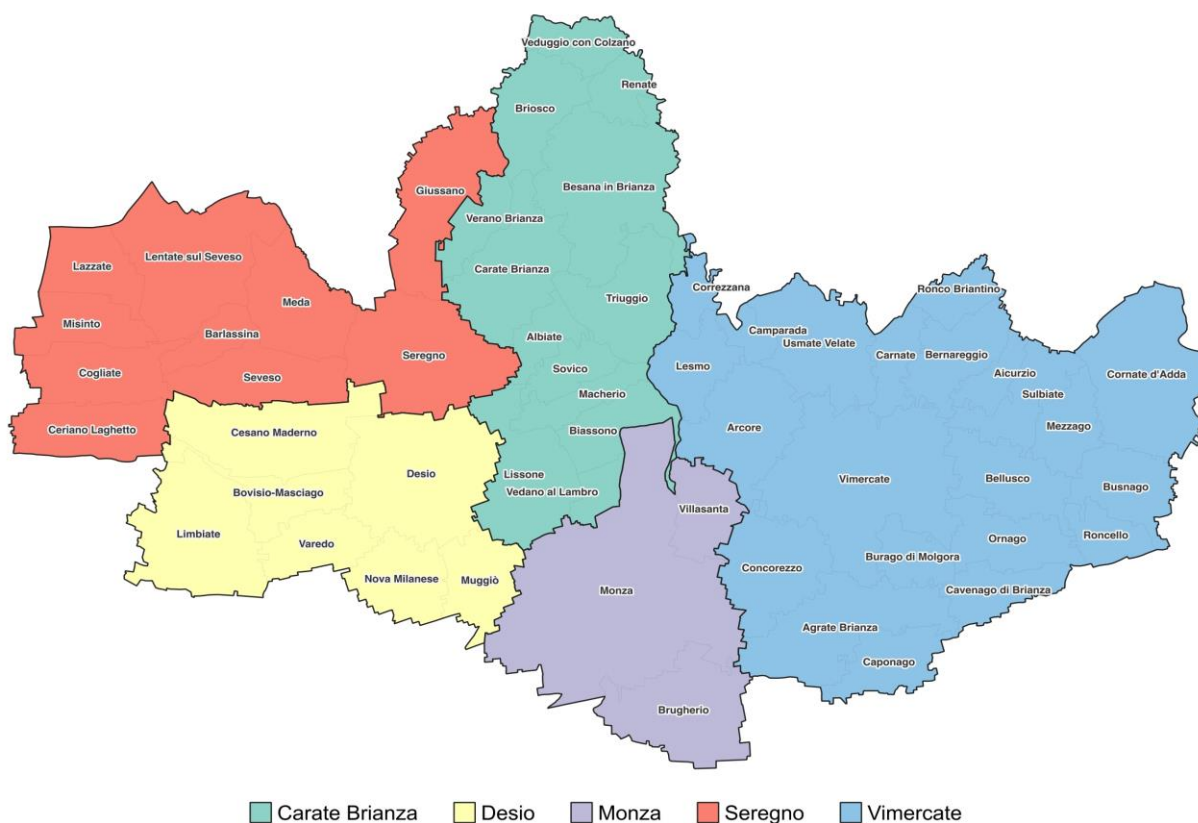 Veduggio con Colzano
Renate
Briosco
Giussano
Besana in Brianza
Verano Brianza
Lentate sul Seveso
Lazzate
Carate Brianza
Correzzana
Ronco Briantino
Meda
Triuggio
Misinto
Barlassina
Albiate
Camparada
Usmate Velate
Seregno
Carnate
Bernareggio
Lesmo
Sovico
Cogliate
Seveso
Aicurzio
Cornate d'Adda
Macherio
Sulbiate
Ceriano Laghetto
Cesano Maderno
Biassono
Arcore
Mezzago
Desio
Lissone
Vimercate
Bellusco
Bovisio-Masciago
Vedano al Lambro
Busnago
Villasanta
Limbiate
Varedo
Ornago
Roncello
Burago di Molgora
Concorezzo
Nova Milanese
Muggiò
Monza
Cavenago di Brianza
Agrate Brianza
Caponago
Brugherio
Carate Brianza
Desio
Monza
Seregno
Vimercate